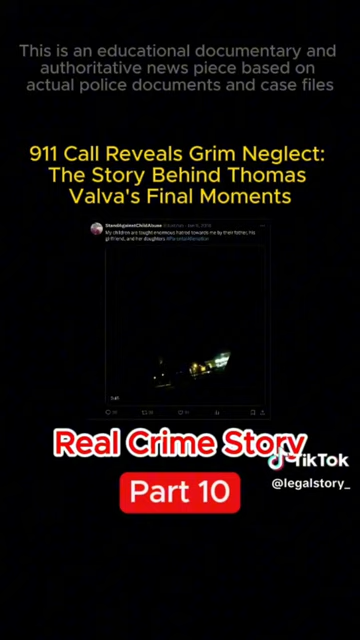 This is an educational documentary and
authoritative news piece based on
actual police documents and case files
911 Call Reveals Grim Neglect:
The Story Behind Thomas
Valva's Final Moments
StandAgainstChildAbuse
My children are taught enormous hatred towards me by their father, his
girlfriend, and her daughters
Real Crime Story
TikTok
@legalstory_
Part 10